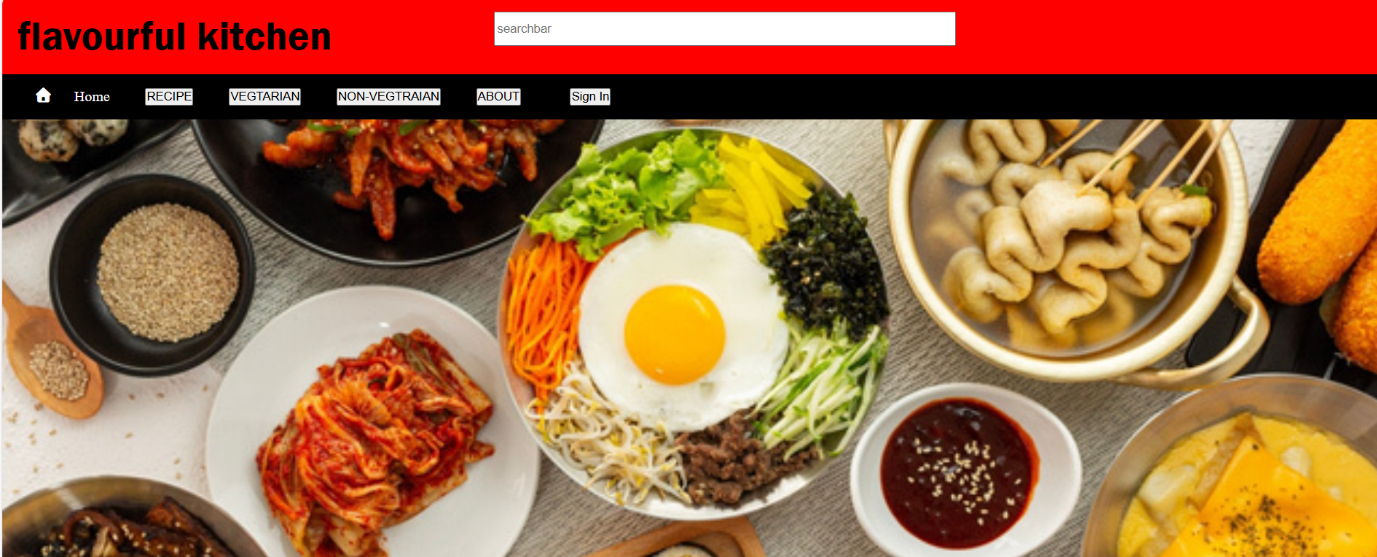 flavourful kitchen
searchbar
Home RECIPE VEGTARIAN NON-VEGTRAIAN ABOUT Sign In